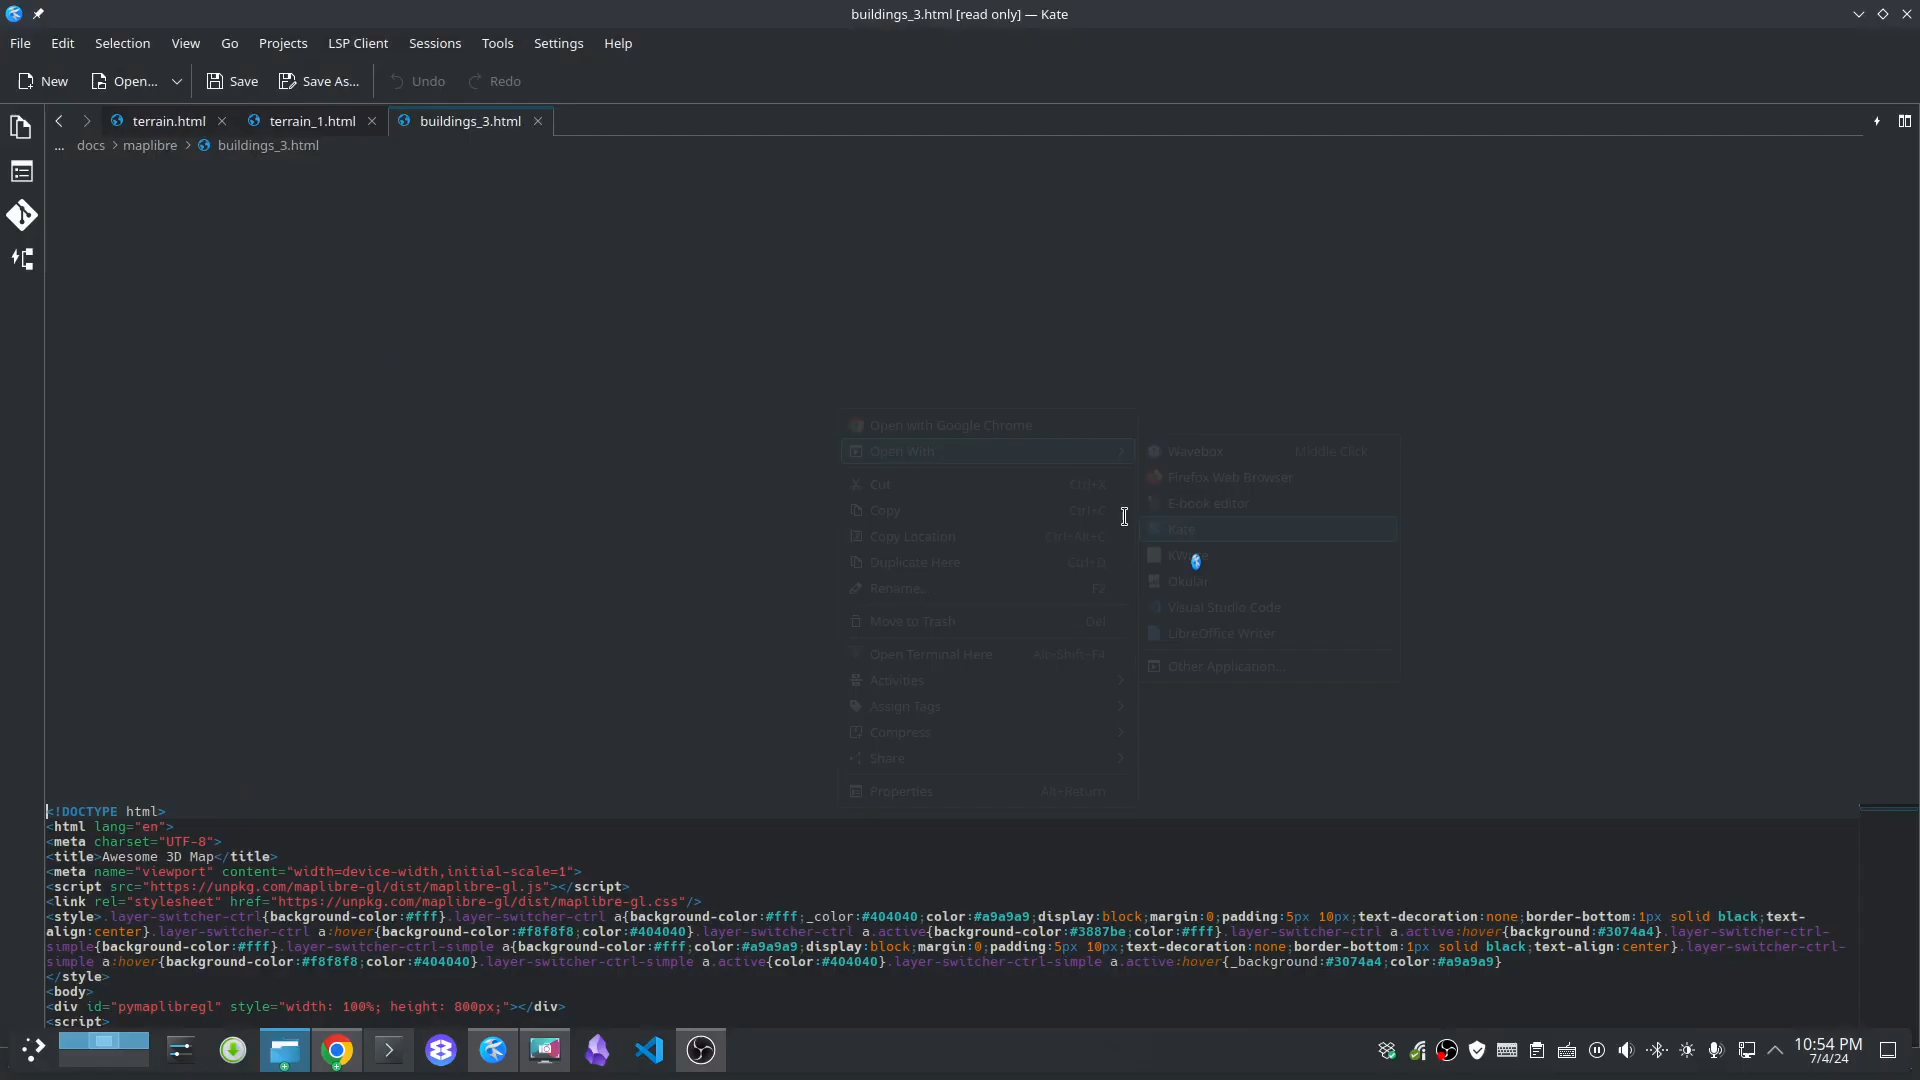 buildings_3.html [read only] — Kate
File Edit Selection View Go Projects LSP Client Sessions Tools Settings Help
New Open... Save Save As... Undo Redo
terrain.html terrain_1.html buildings_3.html
... docs > maplibre > buildings_3.html
Open with Google Chrome
Open With
Wavebox Middle Click
Firefox Web Browser
Cut Ctrl+X
E-book editor
Copy Ctrl+C
Kate
Copy Location Ctrl+Alt+C
Duplicate Here Ctrl+D
Okular
Rename... F2
Visual Studio Code
Move to Trash Del
LibreOffice Writer
Open Terminal Here Alt+Shift+F4
Other Application...
Activities
Assign Tags
Compress
Share
Properties Alt+Return
<!DOCTYPE html>
<html lang="en">
<meta charset="UTF-8">
<title>Awesome 3D Map</title>
<meta name="viewport" content="width=device-width,initial-scale=1">
<script src="https://unpkg.com/maplibre-gl/dist/maplibre-gl.js"></script>
<link rel="stylesheet" href="https://unpkg.com/maplibre-gl/dist/maplibre-gl.css"/>
<style>.layer-switcher-ctrl{background-color:#fff}.layer-switcher-ctrl a{background-color:#fff;_color:#404040;color:#a9a9a9;display:block;margin:0;padding:5px 10px;text-decoration:none;border-bottom:1px solid black;text-
align:center}.layer-switcher-ctrl a:hover{background-color:#f8f8f8;color:#404040}.layer-switcher-ctrl a.active{background-color:#3887be;color:#fff}.layer-switcher-ctrl a.active:hover{background:#3074a4}.layer-switcher-ctrl-
simple{background-color:#fff}.layer-switcher-ctrl-simple a{background-color:#fff;color:#a9a9a9;display:block;margin:0;padding:5px 10px;text-decoration:none;border-bottom:1px solid black;text-align:center}.layer-switcher-ctrl-
simple a:hover{background-color:#f8f8f8;color:#404040}.layer-switcher-ctrl-simple a.active{color:#404040}.layer-switcher-ctrl-simple a.active:hover{_background:#3074a4;color:#a9a9a9}
</style>
<body>
<div id="pymaplibregl" style="width: 100%; height: 800px;"></div>
<script>
10:54 PM
7/4/24